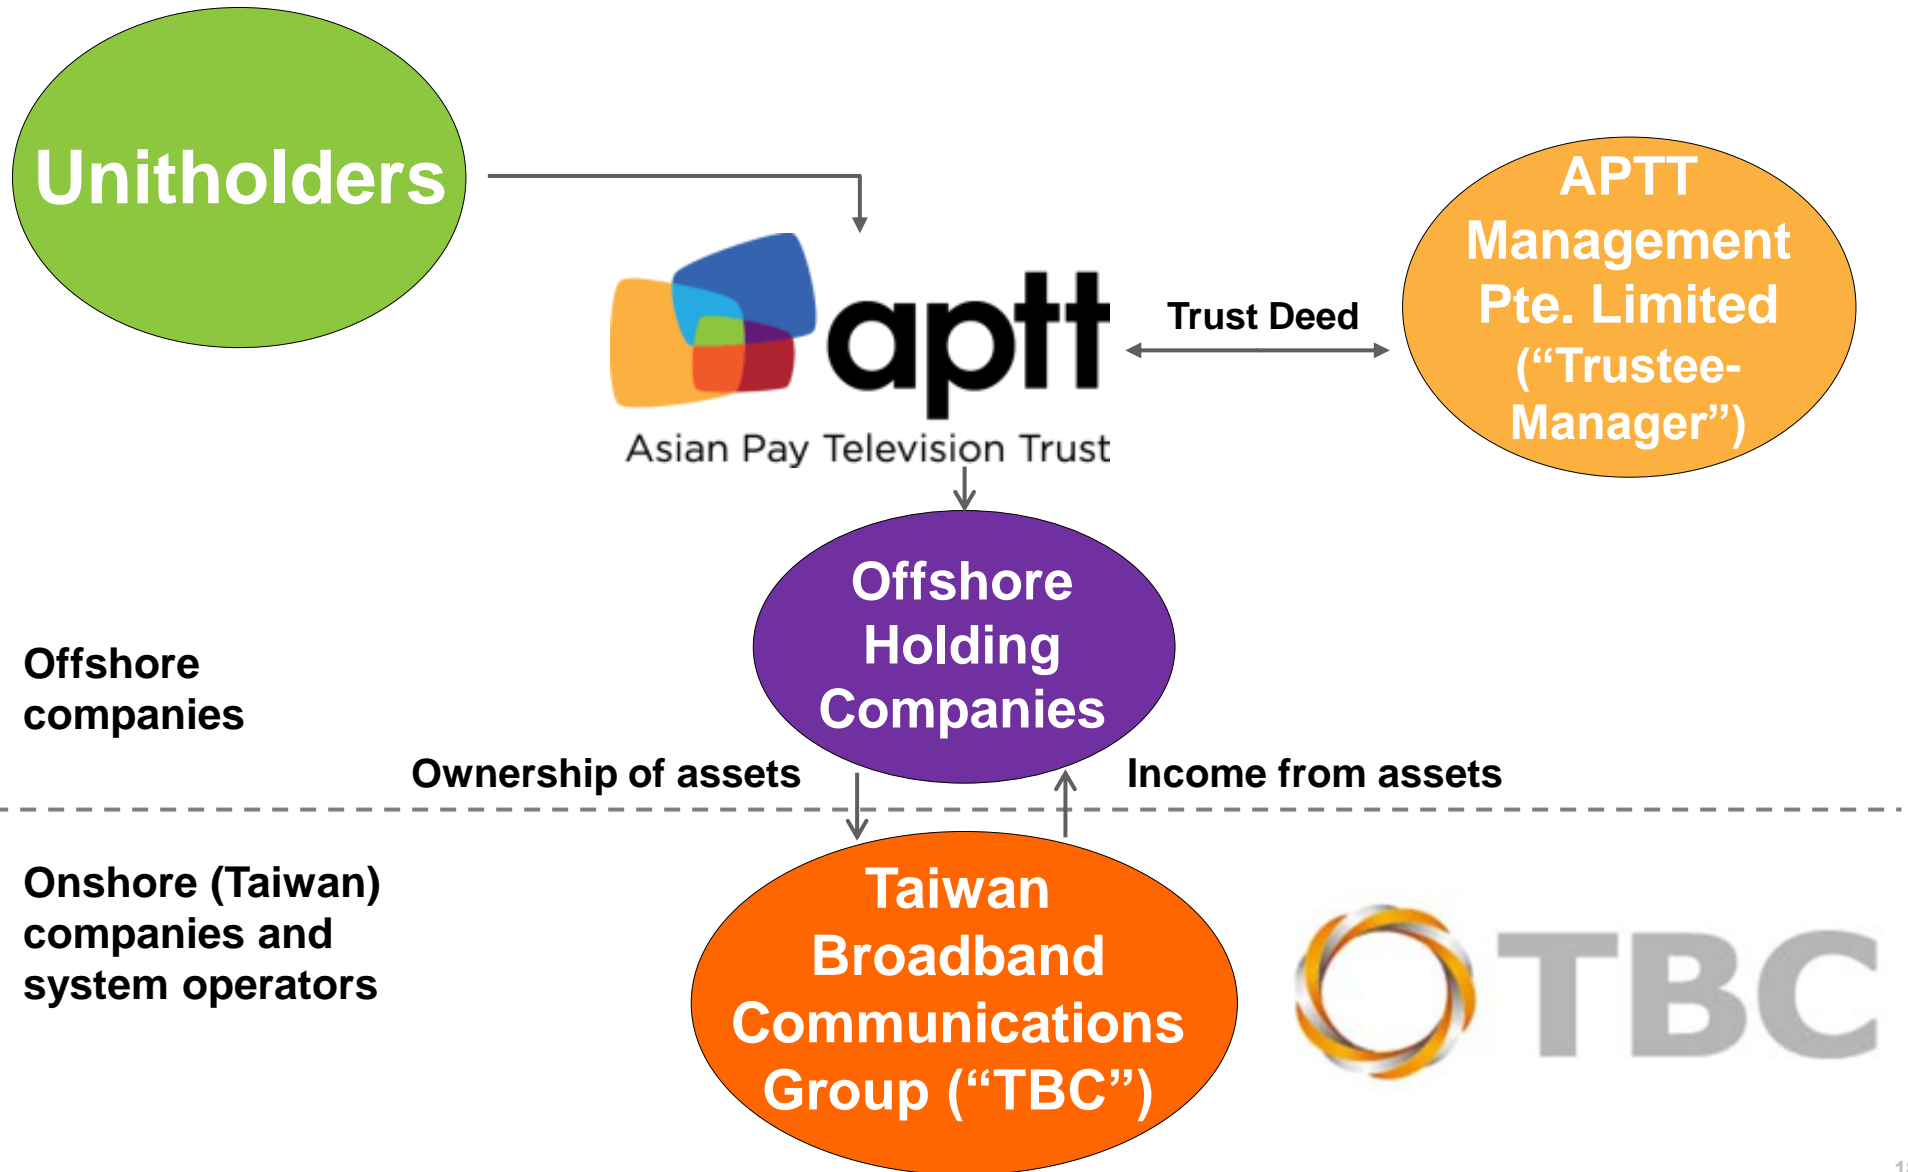 Unitholders
APTT
Management
Pte. Limited
(“Trustee-
Manager”)
aptt
Asian Pay Television Trust
Trust Deed
Offshore
Holding
Companies
Offshore
companies
Ownership of assets
Income from assets
Onshore (Taiwan)
companies and
system operators
Taiwan
Broadband
Communications
Group (“TBC”)
TBC